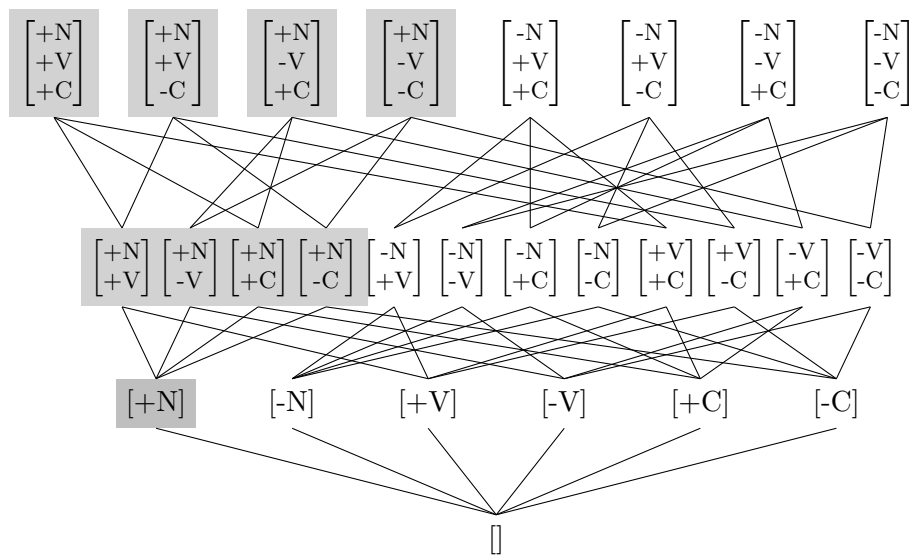 +N +N +N +N -N -N -N -N
+V +V -V -V +V +V -V -V
+C -C +C -C +C -C +C -C
+N +N +N +N -N -N -N -N +V +V -V -V
+V -V +C -C +V -V +C -C +C -C +C -C
[+N] [-N] [+V] [-V] [+C] [-C]
[]